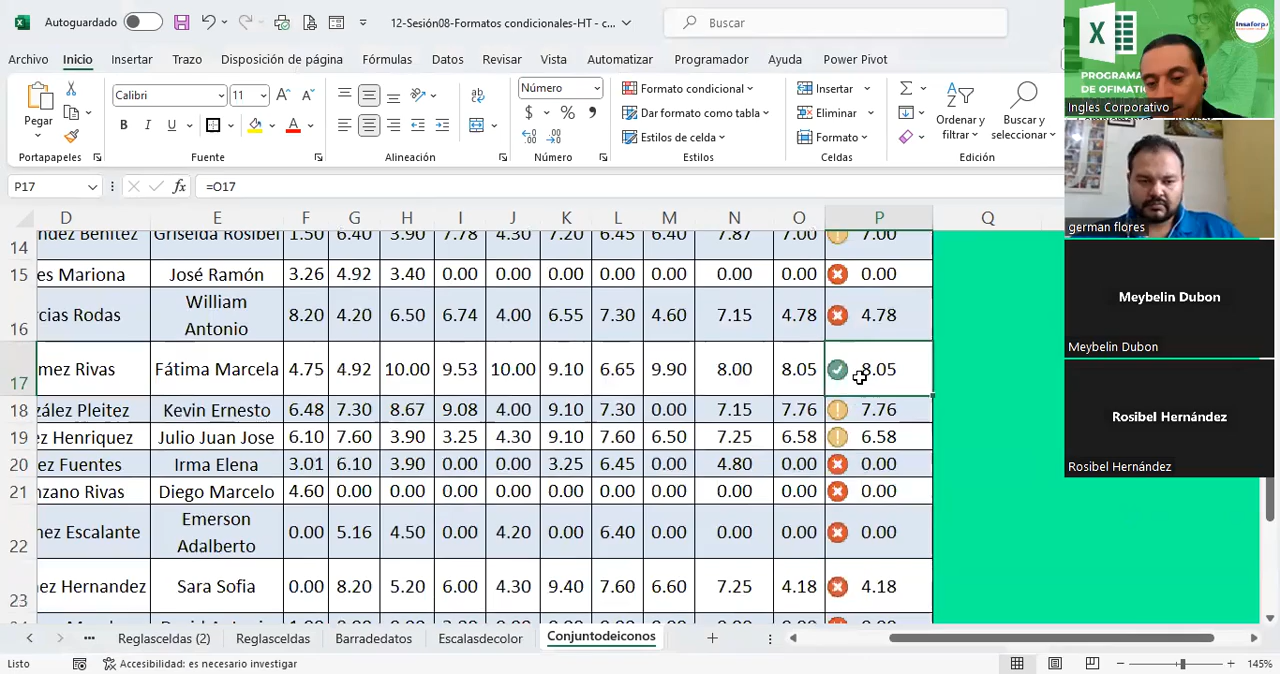 Autoguardado
12-Sesión08-Formatos condicionales-HT - c...
Buscar
Archivo Inicio Insertar Trazo Disposición de página Fórmulas Datos Revisar Vista Automatizar Programador Ayuda Power Pivot
Pegar
Portapapeles
Calibri 11
N K S
Fuente
Alineación
Número
$ % 
Número
Formato condicional
Dar formato como tabla
Estilos de celda
Estilos
Insertar
Eliminar
Formato
Celdas
Ordenar y filtrar
Buscar y seleccionar
Edición
P17 fx =O17
D E F G H I J K L M N O P Q
14 ndez Benítez Griselda Rosibel 1.50 6.40 3.90 7.78 4.30 7.20 6.45 6.40 7.87 7.00 7.00
15 es Mariona José Ramón 3.26 4.92 3.40 0.00 0.00 0.00 0.00 0.00 0.00 0.00 0.00
16 rcias Rodas William Antonio 8.20 4.20 6.50 6.74 4.00 6.55 7.30 4.60 7.15 4.78 4.78
17 mez Rivas Fátima Marcela 4.75 4.92 10.00 9.53 10.00 9.10 6.65 9.90 8.00 8.05 8.05
18 zález Pleitez Kevin Ernesto 6.48 7.30 8.67 9.08 4.00 9.10 7.30 0.00 7.15 7.76 7.76
19 ez Henriquez Julio Juan Jose 6.10 7.60 3.90 3.25 4.30 9.10 7.60 6.50 7.25 6.58 6.58
20 ez Fuentes Irma Elena 3.01 6.10 3.90 0.00 0.00 3.25 6.45 0.00 4.80 0.00 0.00
21 nzano Rivas Diego Marcelo 4.60 0.00 0.00 0.00 0.00 0.00 0.00 0.00 0.00 0.00 0.00
22 nez Escalante Emerson Adalberto 0.00 5.16 4.50 0.00 4.20 0.00 6.40 0.00 0.00 0.00 0.00
23 nez Hernandez Sara Sofia 0.00 8.20 5.20 6.00 4.30 9.40 7.60 6.60 7.25 4.18 4.18
Reglasceldas (2) Reglasceldas Barradedatos Escalasdecolor Conjuntodeiconos
Listo
Accesibilidad: es necesario investigar
145%
X
Insaforp
PROGRAMA
DE OFIMATIC
Ingles Corporativo
german flores
Meybelin Dubon
Meybelin Dubon
Rosibel Hernández
Rosibel Hernández